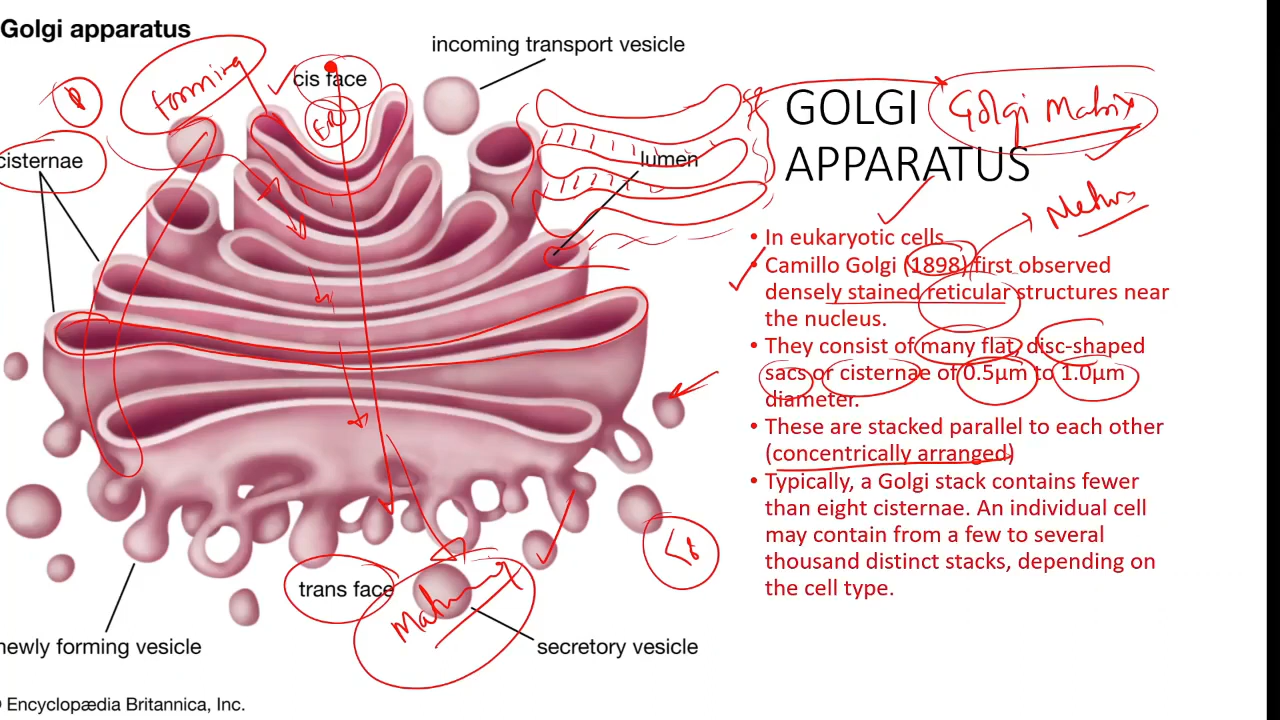 Golgi apparatus
incoming transport vesicle
forming
cis face
ER
cisternae
lumen
GOLGI
APPARATUS
Golgi Matrix
• In eukaryotic cells
• Camillo Golgi (1898) first observed
densely stained reticular structures near
the nucleus.
• They consist of many flat, disc-shaped
sacs or cisternae of 0.5µm to 1.0µm
diameter.
• These are stacked parallel to each other
(concentrically arranged)
• Typically, a Golgi stack contains fewer
than eight cisternae. An individual cell
may contain from a few to several
thousand distinct stacks, depending on
the cell type.
<8
trans face
newly forming vesicle
secretory vesicle
Encyclopædia Britannica, Inc.